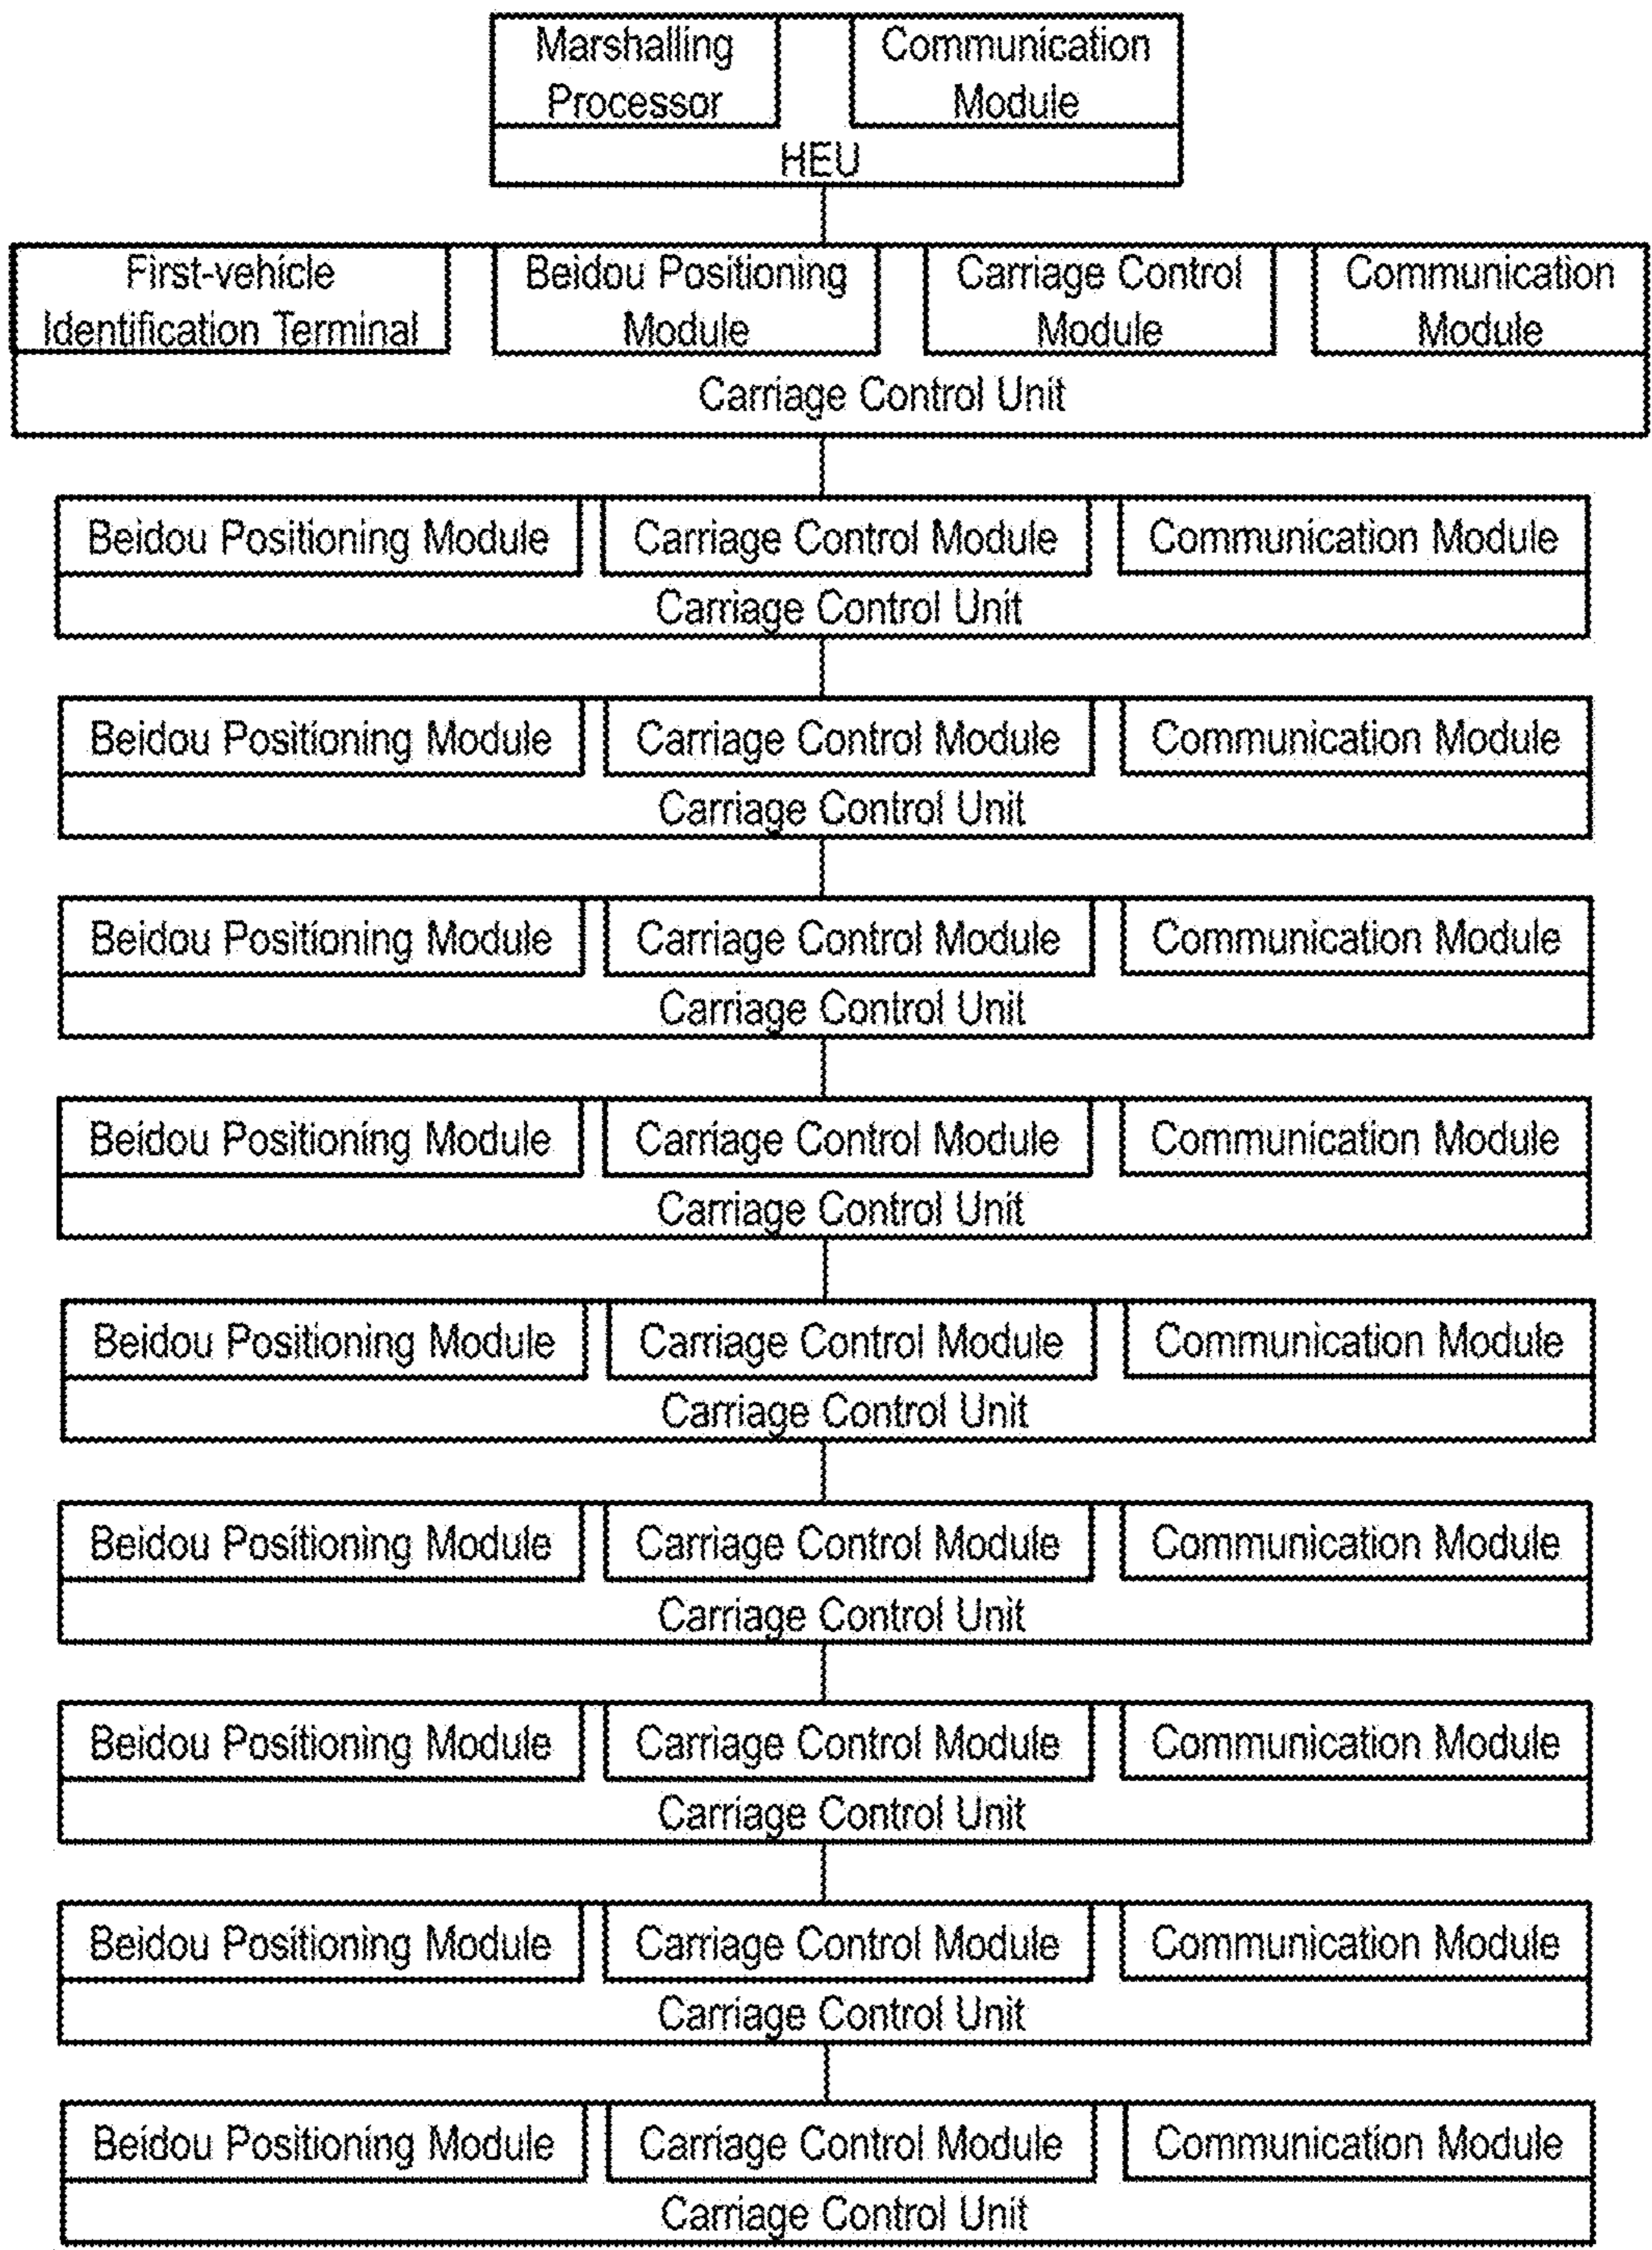 Marshalling Processor
Communication Module
HEU
First-vehicle Identification Terminal
Beidou Positioning Module
Carriage Control Module
Communication Module
Carriage Control Unit
Beidou Positioning Module
Carriage Control Module
Communication Module
Carriage Control Unit
Beidou Positioning Module
Carriage Control Module
Communication Module
Carriage Control Unit
Beidou Positioning Module
Carriage Control Module
Communication Module
Carriage Control Unit
Beidou Positioning Module
Carriage Control Module
Communication Module
Carriage Control Unit
Beidou Positioning Module
Carriage Control Module
Communication Module
Carriage Control Unit
Beidou Positioning Module
Carriage Control Module
Communication Module
Carriage Control Unit
Beidou Positioning Module
Carriage Control Module
Communication Module
Carriage Control Unit
Beidou Positioning Module
Carriage Control Module
Communication Module
Carriage Control Unit
Beidou Positioning Module
Carriage Control Module
Communication Module
Carriage Control Unit